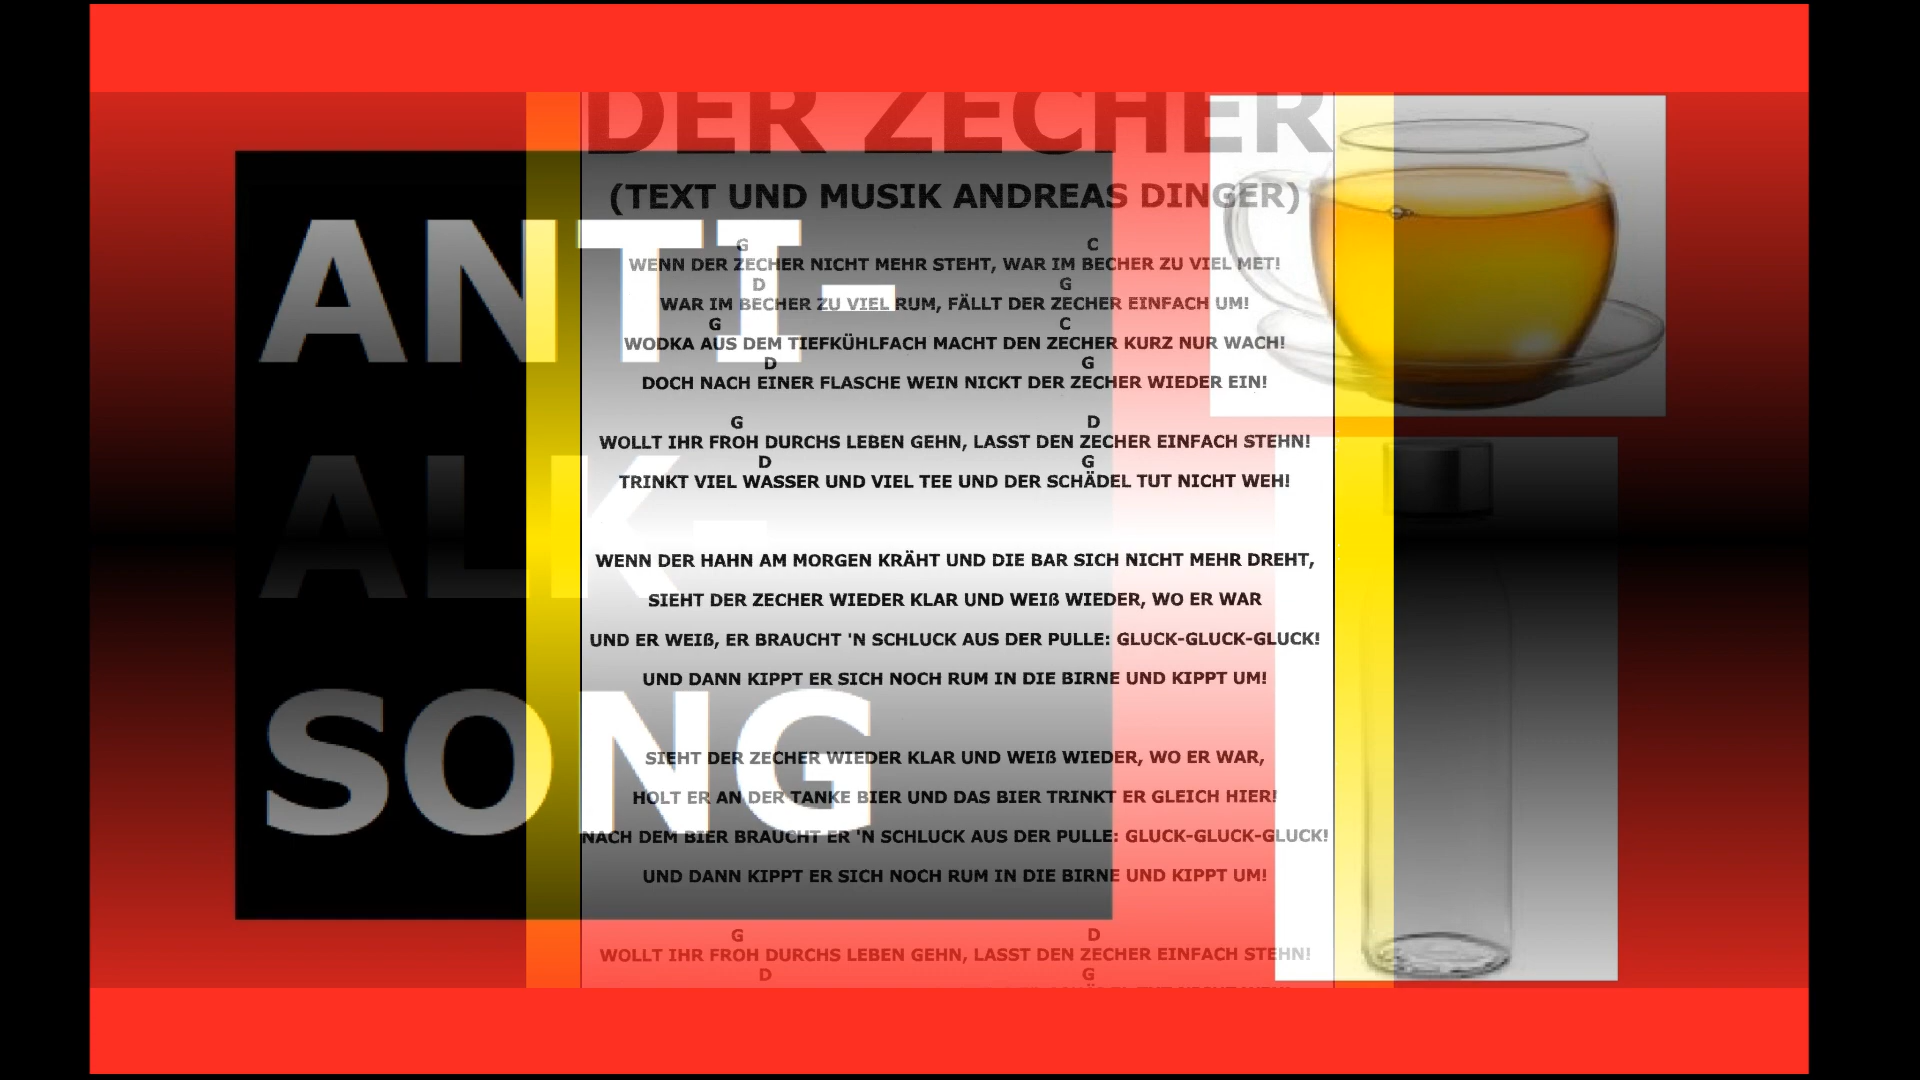 DER ZECHER
(TEXT UND MUSIK ANDREAS DINGER)
ANTI-
ALK-
SONG
G C
WENN DER ZECHER NICHT MEHR STEHT, WAR IM BECHER ZU VIEL MET!
D G
WAR IM BECHER ZU VIEL RUM, FÄLLT DER ZECHER EINFACH UM!
G C
WODKA AUS DEM TIEFKÜHLFACH MACHT DEN ZECHER KURZ NUR WACH!
D G
DOCH NACH EINER FLASCHE WEIN NICKT DER ZECHER WIEDER EIN!
G D
WOLLT IHR FROH DURCHS LEBEN GEHN, LASST DEN ZECHER EINFACH STEHN!
D G
TRINKT VIEL WASSER UND VIEL TEE UND DER SCHÄDEL TUT NICHT WEH!
WENN DER HAHN AM MORGEN KRÄHT UND DIE BAR SICH NICHT MEHR DREHT,
SIEHT DER ZECHER WIEDER KLAR UND WEIß WIEDER, WO ER WAR
UND ER WEIß, ER BRAUCHT 'N SCHLUCK AUS DER PULLE: GLUCK-GLUCK-GLUCK!
UND DANN KIPPT ER SICH NOCH RUM IN DIE BIRNE UND KIPPT UM!
SIEHT DER ZECHER WIEDER KLAR UND WEIß WIEDER, WO ER WAR,
HOLT ER AN DER TANKE BIER UND DAS BIER TRINKT ER GLEICH HIER!
NACH DEM BIER BRAUCHT ER 'N SCHLUCK AUS DER PULLE: GLUCK-GLUCK-GLUCK!
UND DANN KIPPT ER SICH NOCH RUM IN DIE BIRNE UND KIPPT UM!
G D
WOLLT IHR FROH DURCHS LEBEN GEHN, LASST DEN ZECHER EINFACH STEHN!
D G